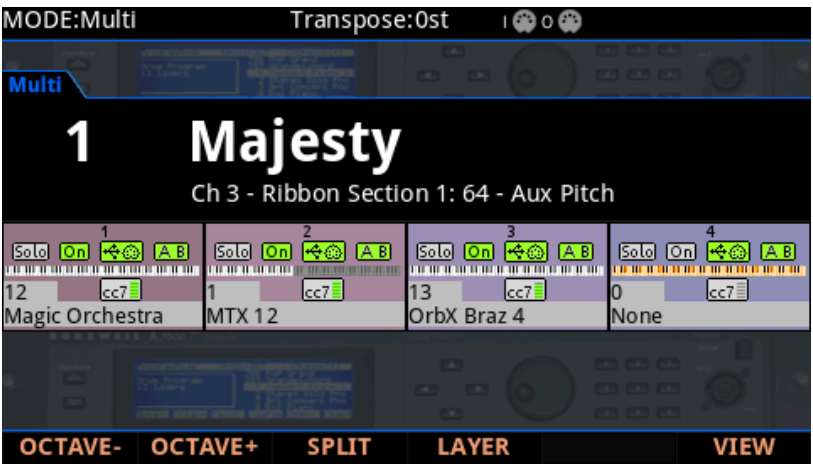 MODE:Multi Transpose:0st I O
Multi
1 Majesty
Ch 3 - Ribbon Section 1: 64 - Aux Pitch
1 2 3 4
Solo On A B Solo On A B Solo On A B Solo On A B
12 cc7 1 cc7 13 cc7 0 cc7
Magic Orchestra MTX 12 OrbX Braz 4 None
OCTAVE- OCTAVE+ SPLIT LAYER VIEW